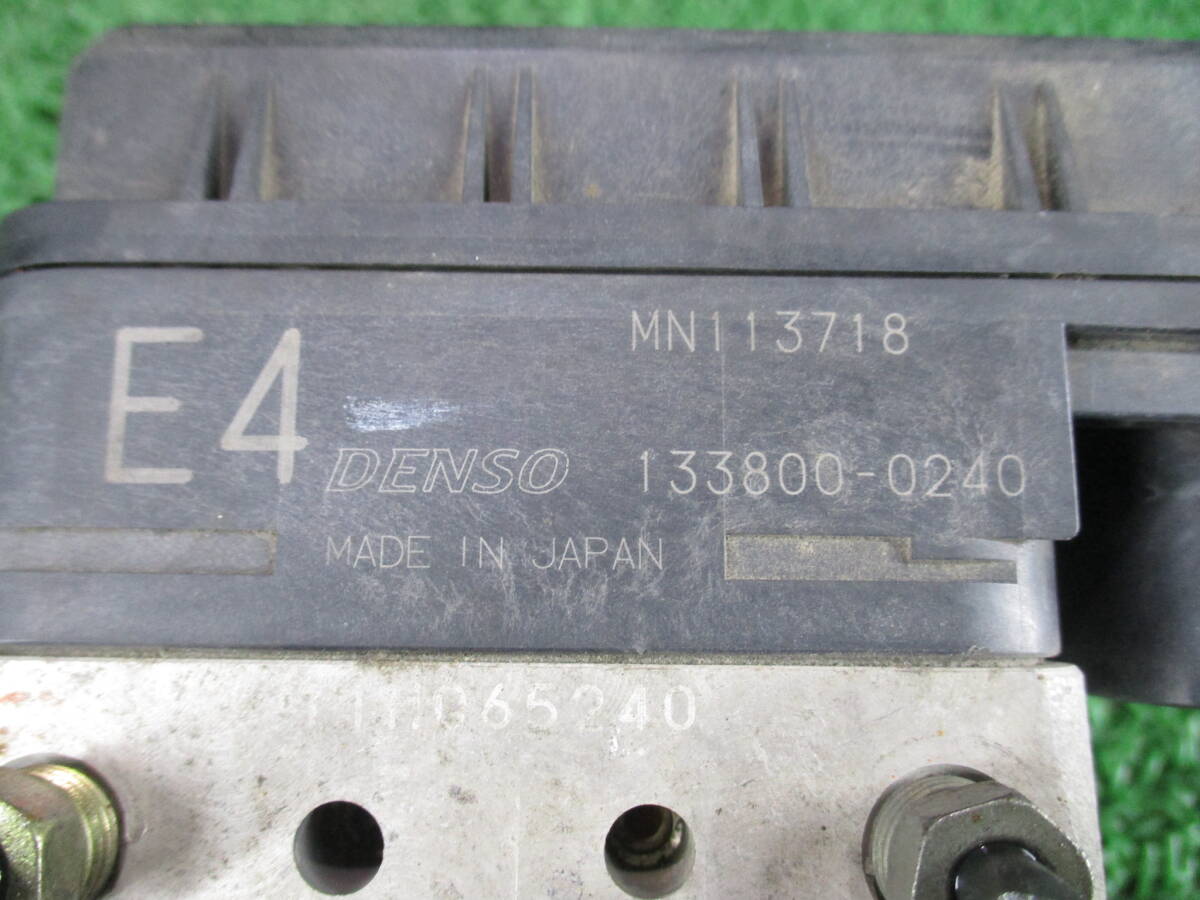 MN113718
E4
DENSO 133800-0240
MADE IN JAPAN